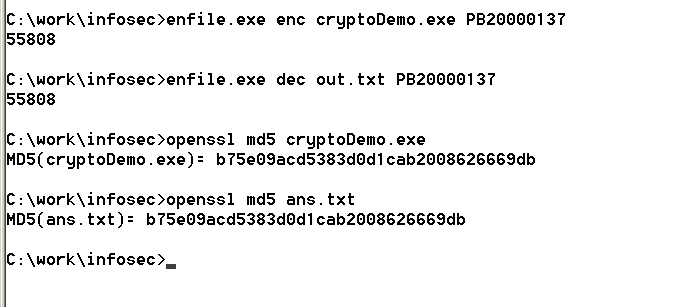 C:\work\infosec>enfile.exe enc cryptoDemo.exe PB20000137
55808
C:\work\infosec>enfile.exe dec out.txt PB20000137
55808
C:\work\infosec>openssl md5 cryptoDemo.exe
MD5(cryptoDemo.exe)= b75e09acd5383d0d1cab2008626669db
C:\work\infosec>openssl md5 ans.txt
MD5(ans.txt)= b75e09acd5383d0d1cab2008626669db
C:\work\infosec>_